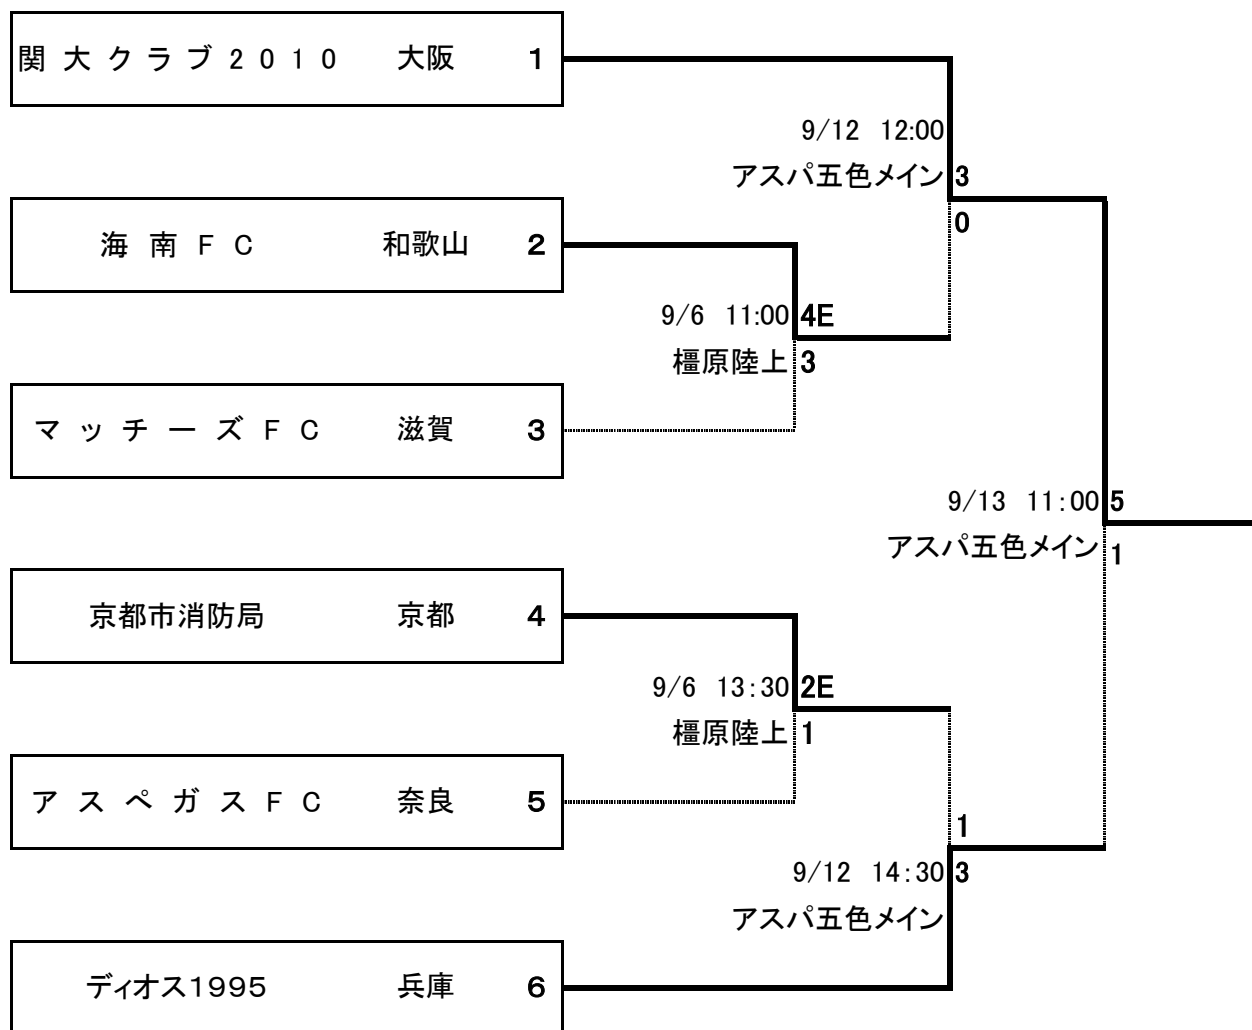 関大クラブ2010 大阪 1
9/12 12:00
アスパ五色メイン 3
0
海南FC 和歌山 2
9/6 11:00 4E
橿原陸上 3
マッチーズFC 滋賀 3
9/13 11:00 5
アスパ五色メイン 1
京都市消防局 京都 4
9/6 13:30 2E
橿原陸上 1
アスペガスFC 奈良 5
1
9/12 14:30 3
アスパ五色メイン
ディオス1995 兵庫 6